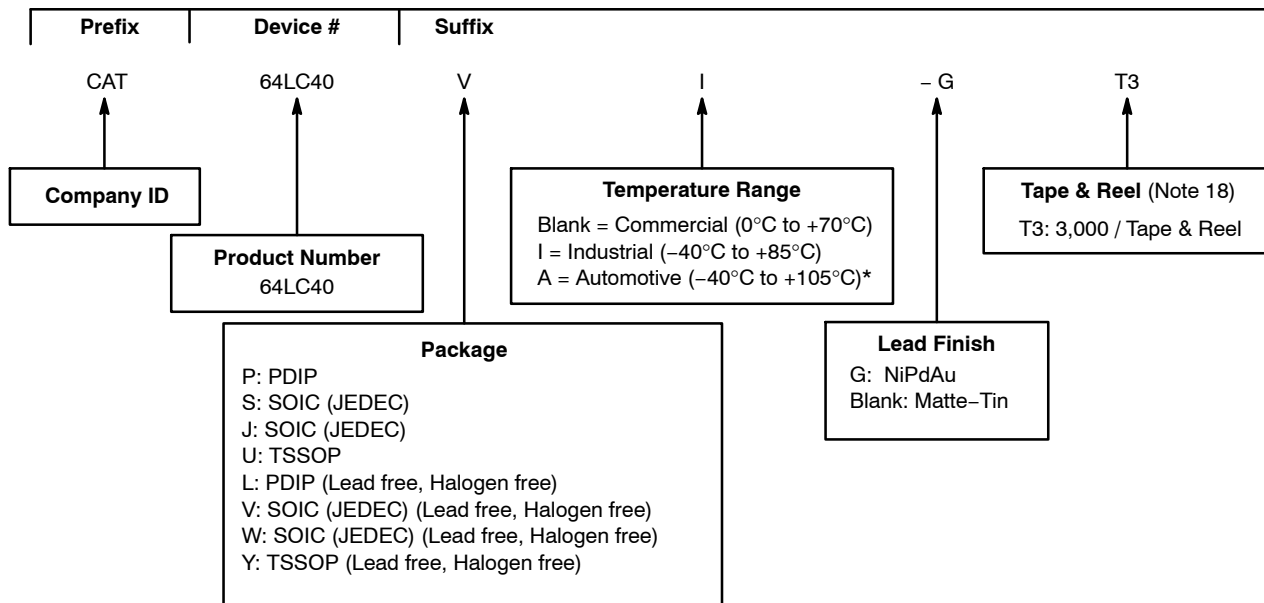 Prefix Device # Suffix
CAT 64LC40 V I – G T3
Company ID
Product Number
64LC40
Package
P: PDIP
S: SOIC (JEDEC)
J: SOIC (JEDEC)
U: TSSOP
L: PDIP (Lead free, Halogen free)
V: SOIC (JEDEC) (Lead free, Halogen free)
W: SOIC (JEDEC) (Lead free, Halogen free)
Y: TSSOP (Lead free, Halogen free)
Temperature Range
Blank = Commercial (0°C to +70°C)
I = Industrial (−40°C to +85°C)
A = Automotive (−40°C to +105°C)*
Lead Finish
G: NiPdAu
Blank: Matte−Tin
Tape & Reel (Note 18)
T3: 3,000 / Tape & Reel